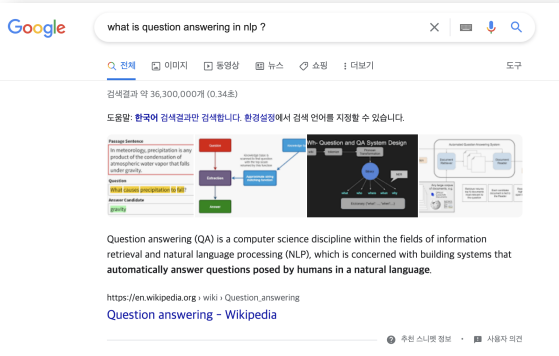 Google
what is question answering in nlp ?
전체 이미지 동영상 뉴스 쇼핑 더보기 도구
검색결과 약 36,300,000개 (0.34초)
도움말: 한국어 검색결과만 검색합니다. 환경설정에서 검색 언어를 지정할 수 있습니다.
Passage Sentence
In meteorology, precipitation is any
product of the condensation of
atmospheric water vapor that falls
under gravity.
Question
What causes precipitation to fall?
Answer Candidate
gravity
Wh- Question and QA System Design
Question answering (QA) is a computer science discipline within the fields of information
retrieval and natural language processing (NLP), which is concerned with building systems that
automatically answer questions posed by humans in a natural language.
https://en.wikipedia.org › wiki › Question_answering
Question answering - Wikipedia
추천 스니펫 정보 • 사용자 의견